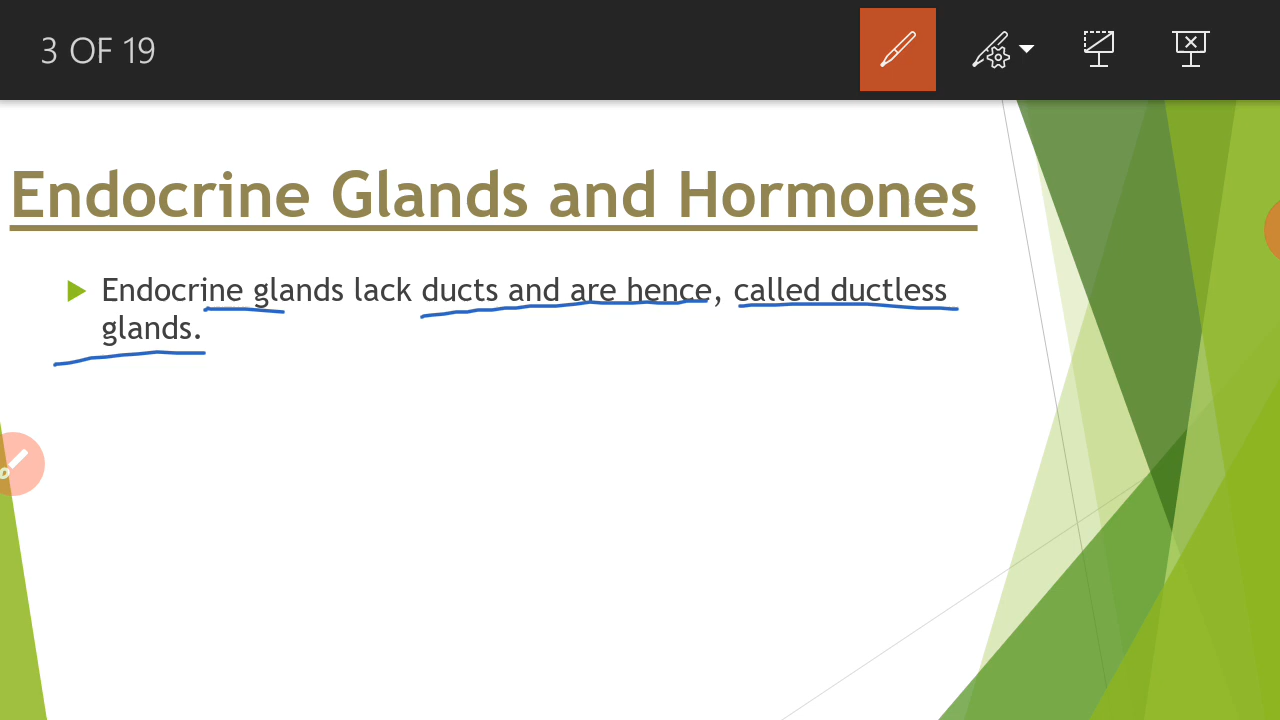 3 OF 19
Endocrine Glands and Hormones
Endocrine glands lack ducts and are hence, called ductless
glands.